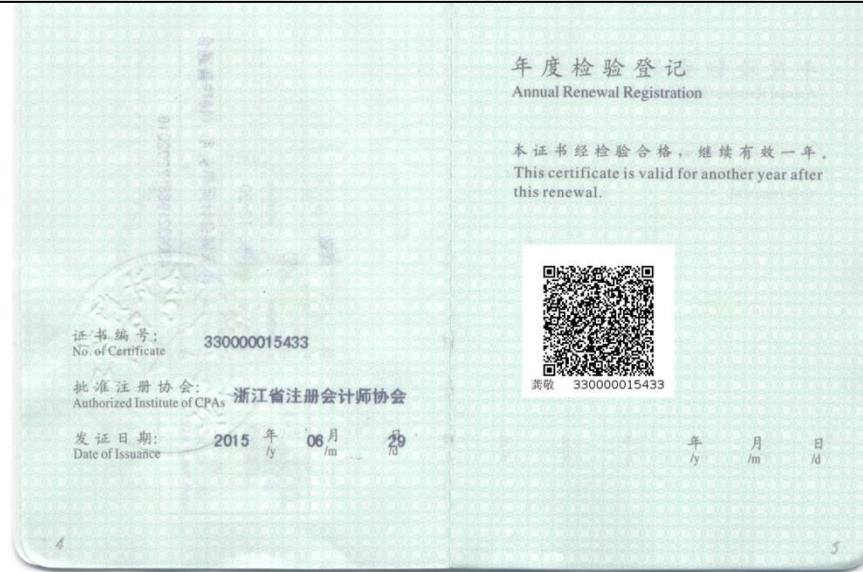 证书编号: 330000015433
No. of Certificate
批准注册协会: 浙江省注册会计师协会
Authorized Institute of CPAs
发证日期: 2015 年 06 月 29 日
Date of Issuance /y /m /d
4
年度检验登记
Annual Renewal Registration
本证书经检验合格，继续有效一年。
This certificate is valid for another year after
this renewal.
龚敬 330000015433
年 月 日
/y /m /d
5